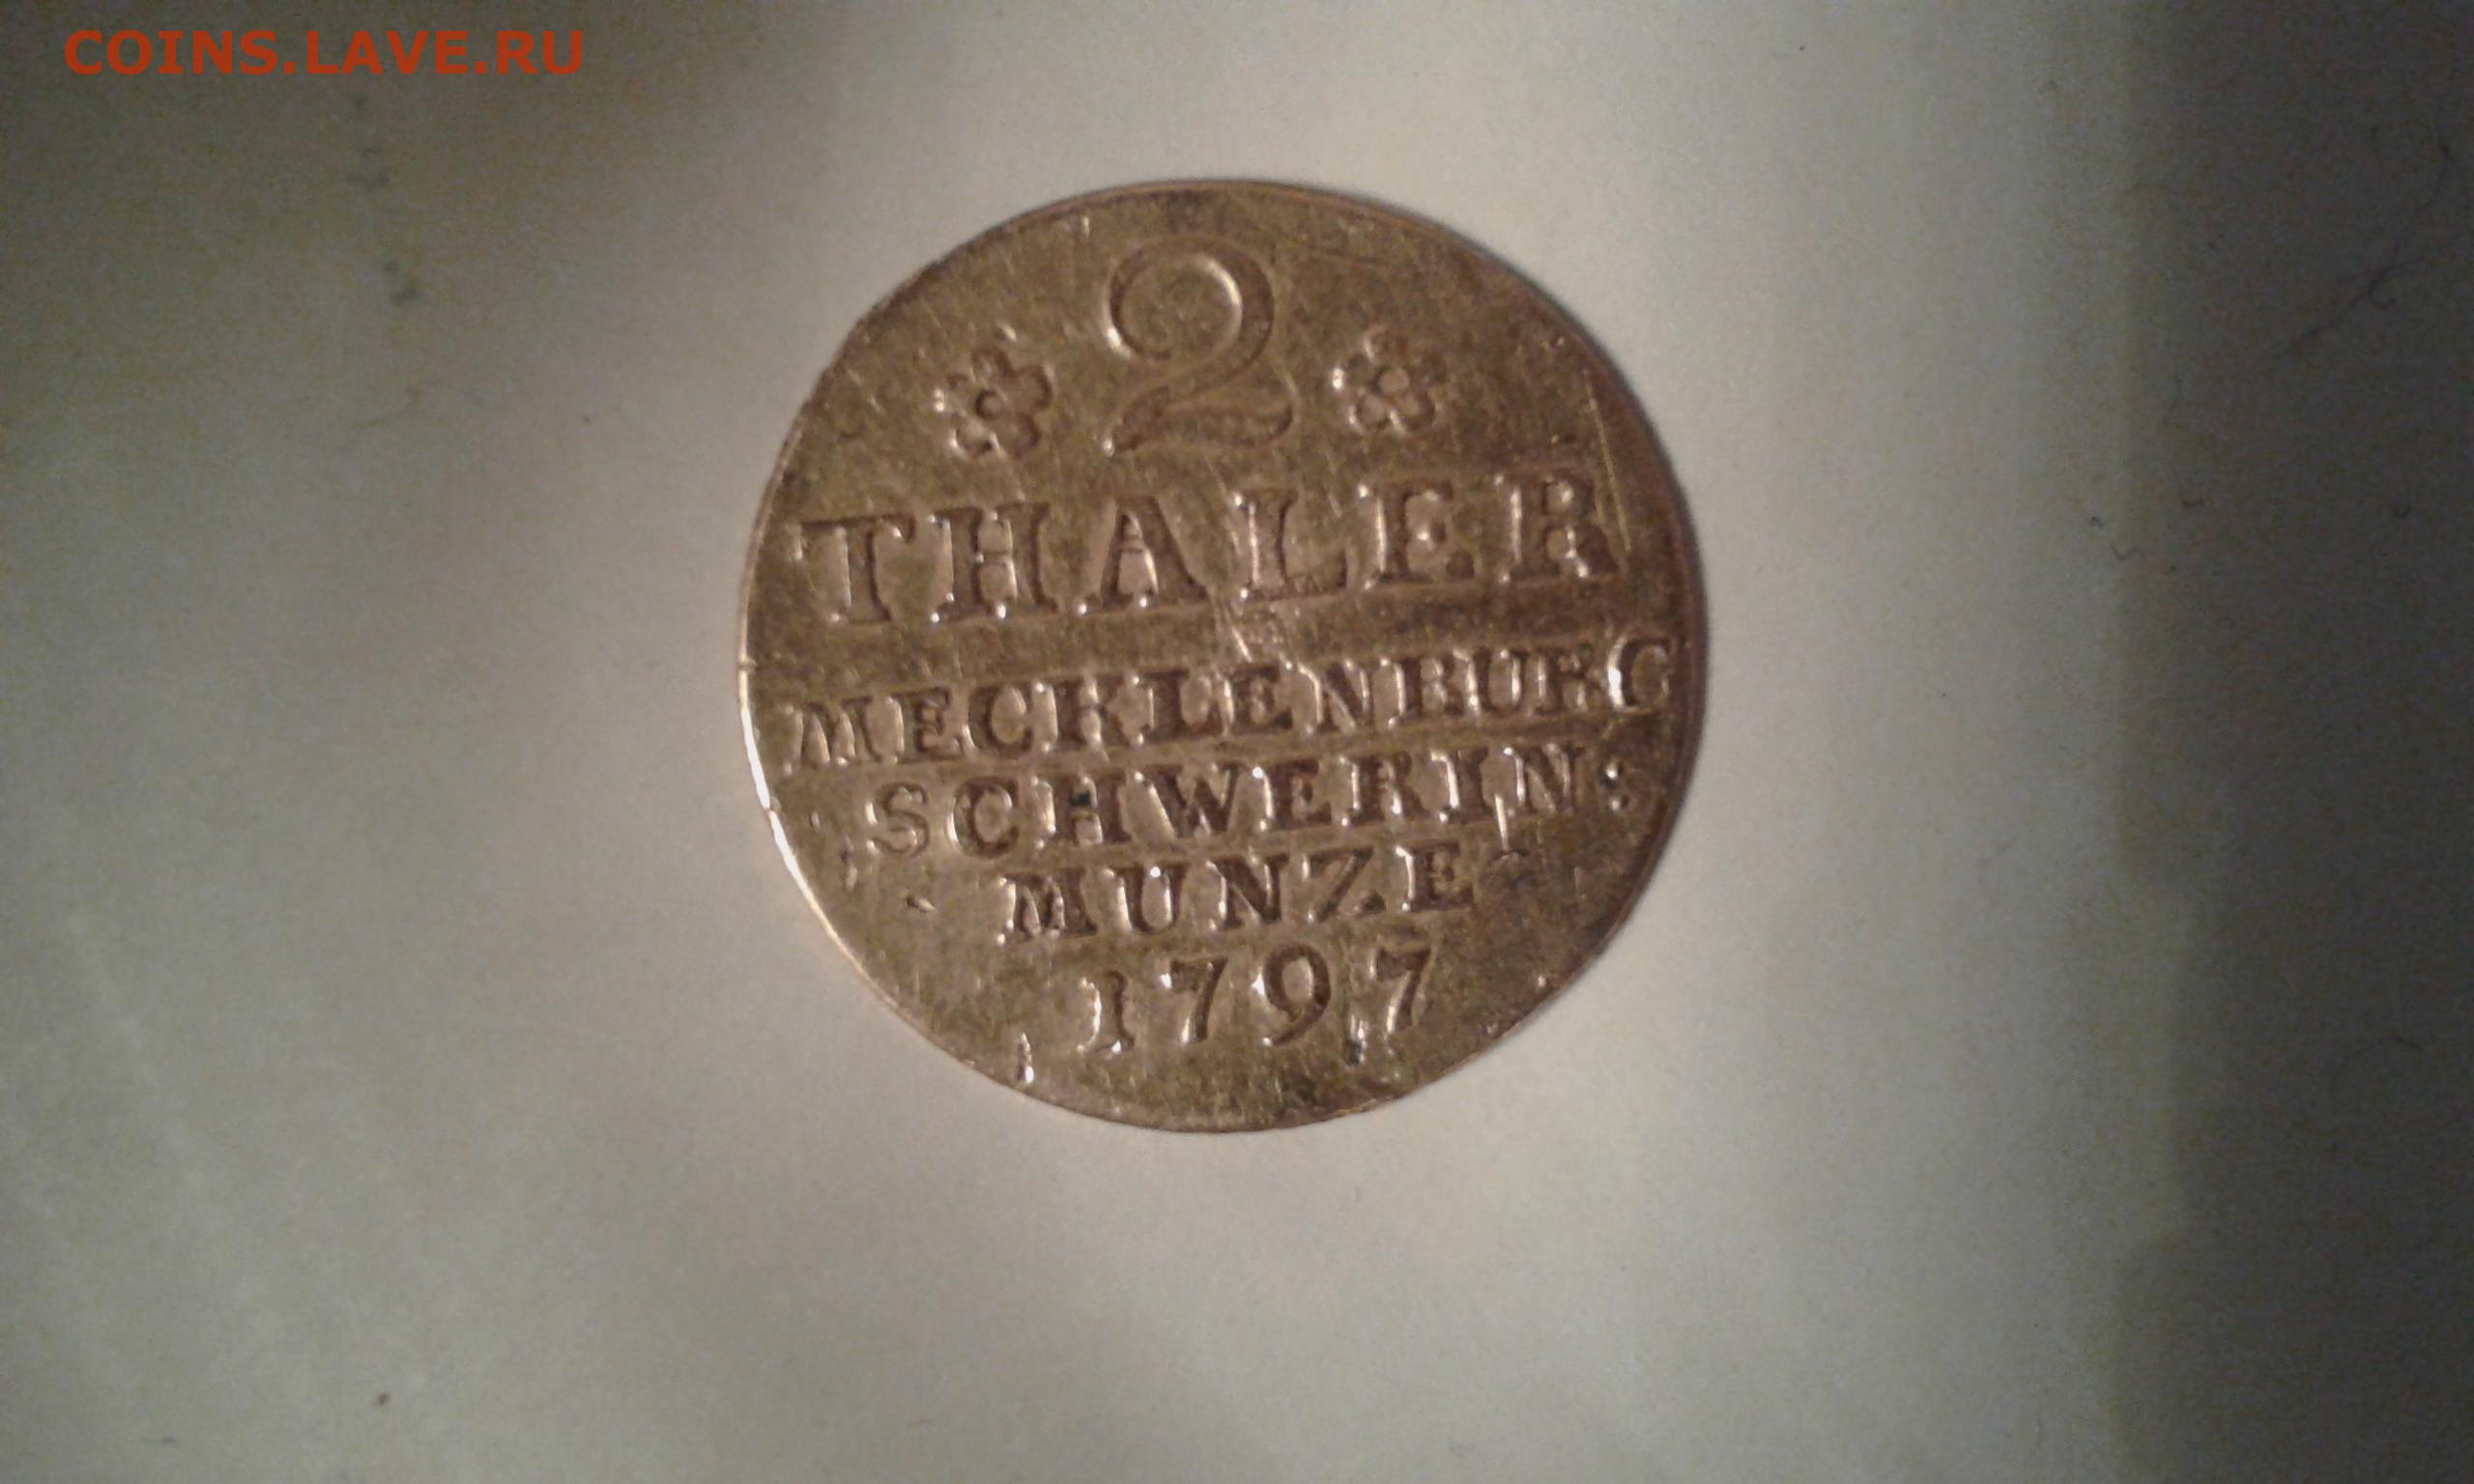 COINS.LAVE.RU
2
THALER
MECKLENBURG
SCHWERIN:
MUNZE
1797